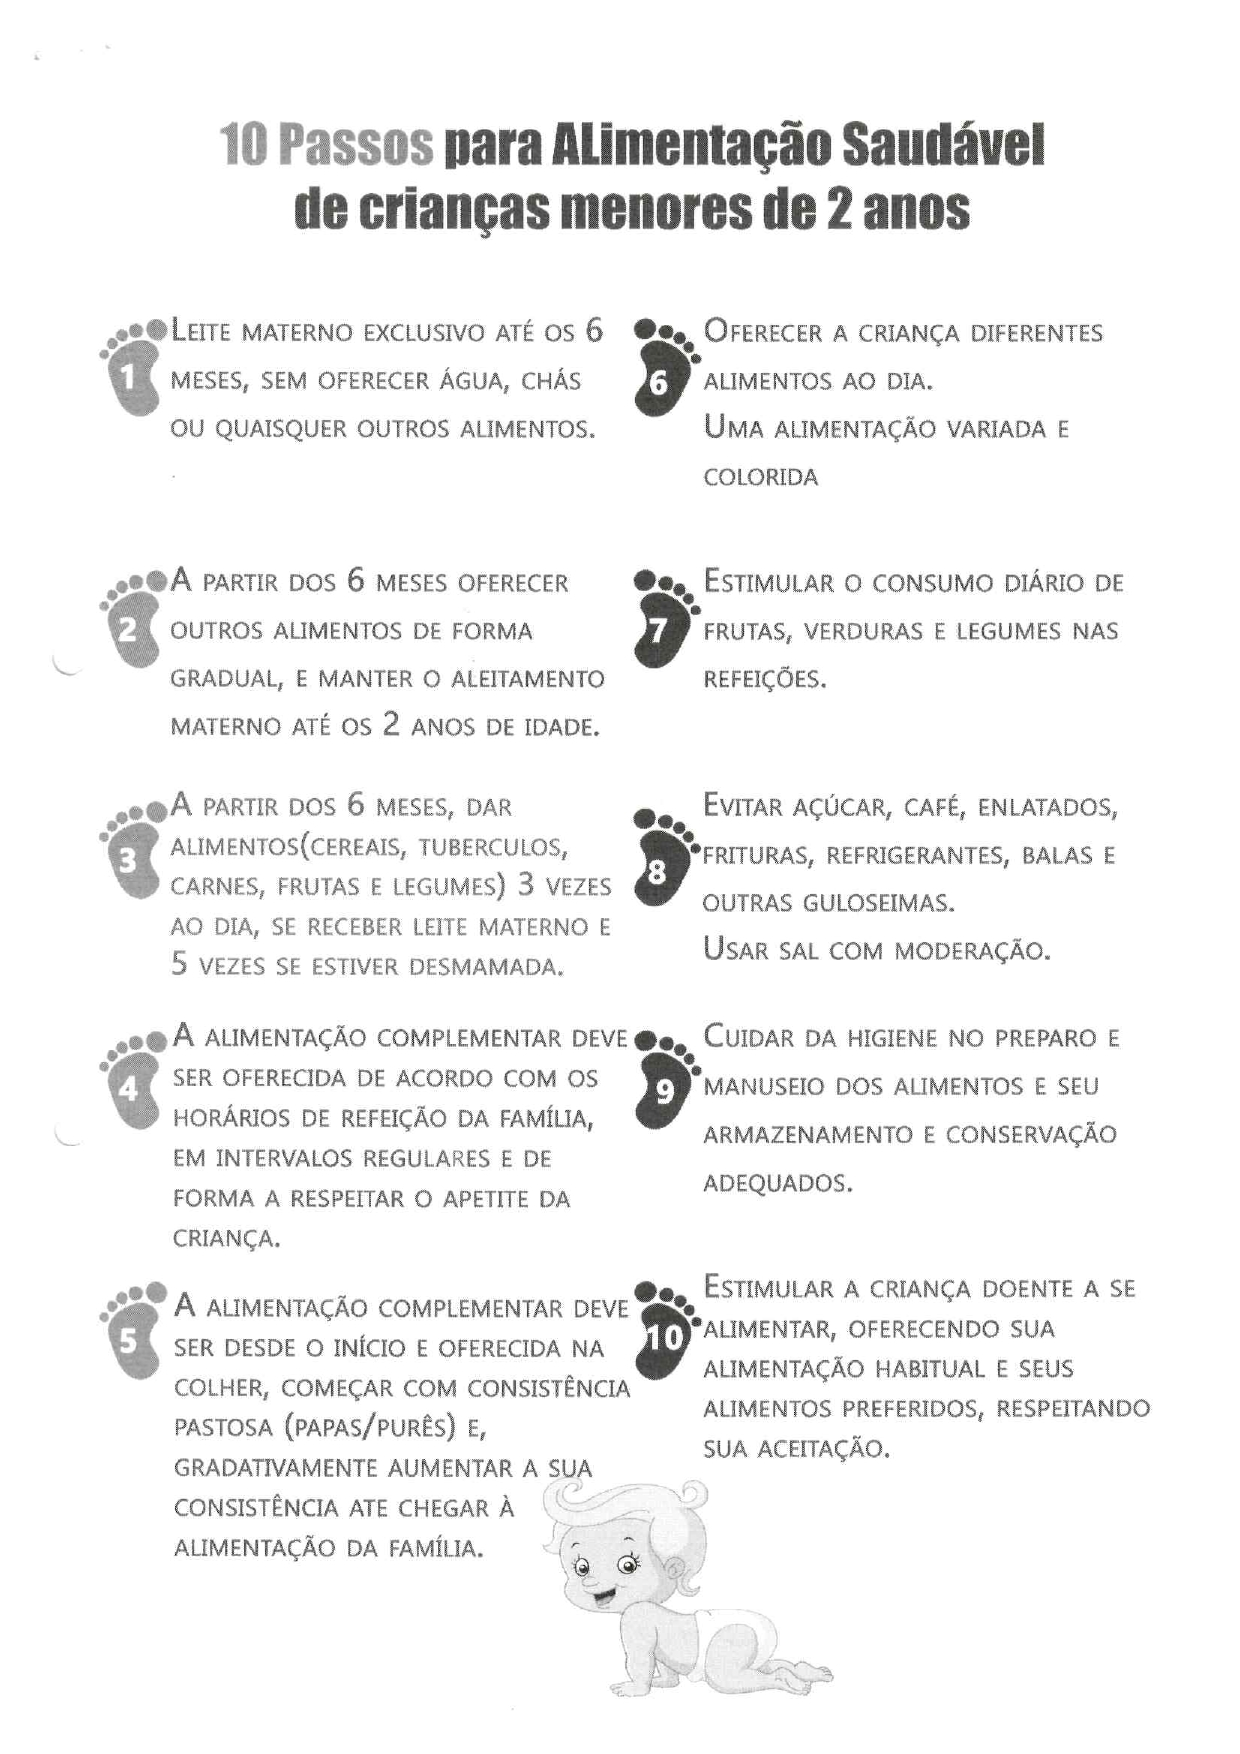 10 Passos para ALimentação Saudável
de crianças menores de 2 anos
1
Leite materno exclusivo até os 6
meses, sem oferecer água, chás
ou quaisquer outros alimentos.
2
A partir dos 6 meses oferecer
outros alimentos de forma
gradual, e manter o aleitamento
materno até os 2 anos de idade.
3
A partir dos 6 meses, dar
alimentos(cereais, tuberculos,
carnes, frutas e legumes) 3 vezes
ao dia, se receber leite materno e
5 vezes se estiver desmamada.
4
A alimentação complementar deve
ser oferecida de acordo com os
horários de refeição da família,
em intervalos regulares e de
forma a respeitar o apetite da
criança.
5
A alimentação complementar deve
ser desde o início e oferecida na
colher, começar com consistência
pastosa (papas/purês) e,
gradativamente aumentar a sua
consistência ate chegar à
alimentação da família.
6
Oferecer a criança diferentes
alimentos ao dia.
Uma alimentação variada e
colorida
7
Estimular o consumo diário de
frutas, verduras e legumes nas
refeições.
8
Evitar açúcar, café, enlatados,
frituras, refrigerantes, balas e
outras guloseimas.
Usar sal com moderação.
9
Cuidar da higiene no preparo e
manuseio dos alimentos e seu
armazenamento e conservação
adequados.
10
Estimular a criança doente a se
alimentar, oferecendo sua
alimentação habitual e seus
alimentos preferidos, respeitando
sua aceitação.